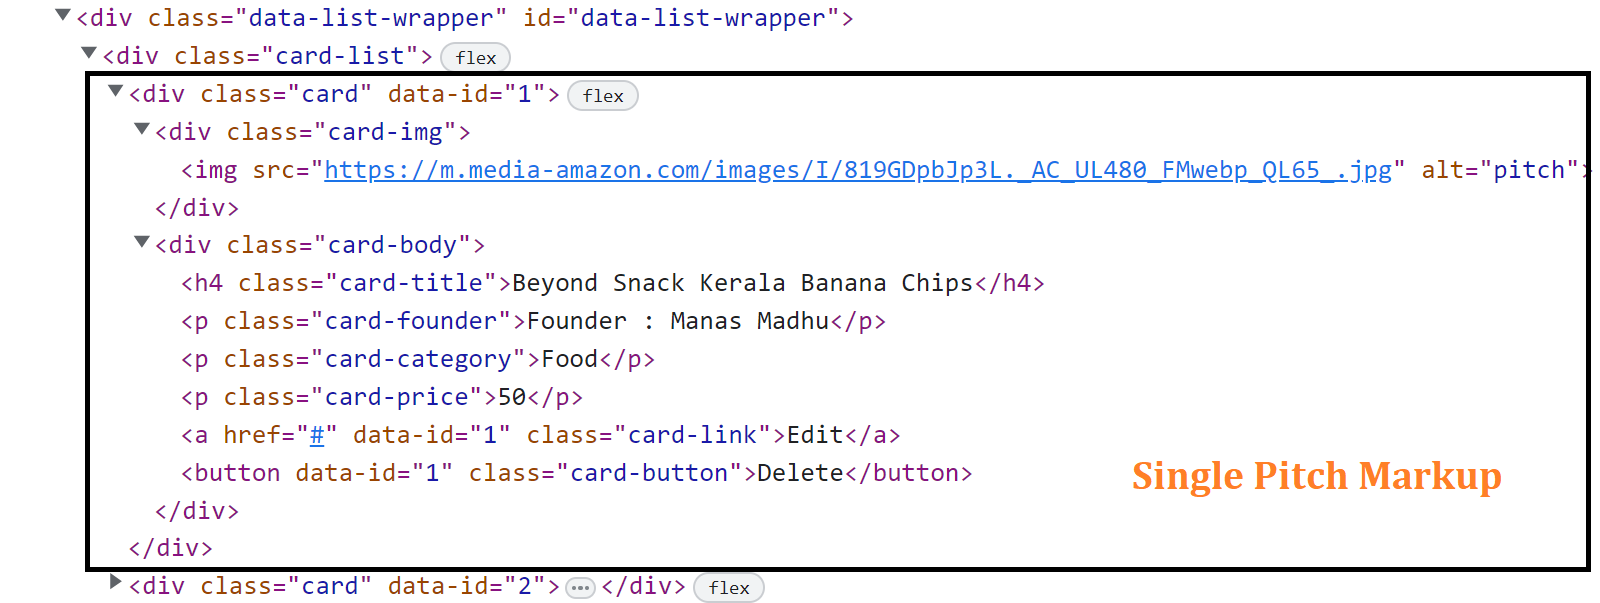 <div class="data-list-wrapper" id="data-list-wrapper">
<div class="card-list"> flex
<div class="card" data-id="1"> flex
<div class="card-img">
<img src="https://m.media-amazon.com/images/I/819GDpbJp3L._AC_UL480_FMwebp_QL65_.jpg" alt="pitch">
</div>
<div class="card-body">
<h4 class="card-title">Beyond Snack Kerala Banana Chips</h4>
<p class="card-founder">Founder : Manas Madhu</p>
<p class="card-category">Food</p>
<p class="card-price">50</p>
<a href="#" data-id="1" class="card-link">Edit</a>
<button data-id="1" class="card-button">Delete</button>
Single Pitch Markup
</div>
</div>
<div class="card" data-id="2">…</div> flex